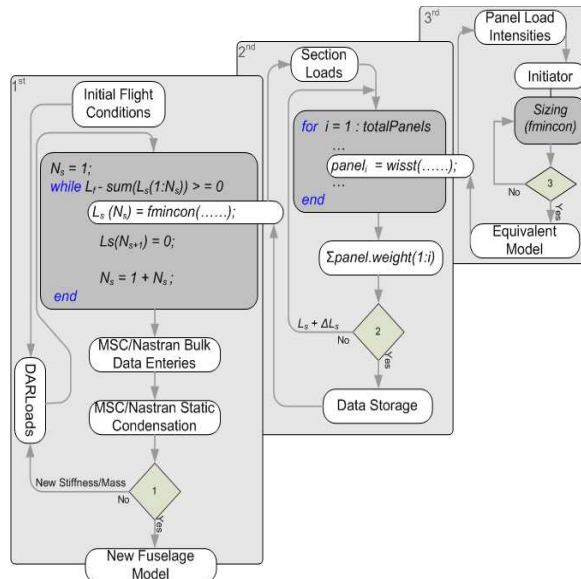 1st
Initial Flight
Conditions
Ns = 1;
while Lf - sum(Ls(1:Ns)) > = 0
Ls (Ns) = fmincon(......);
Ls(Ns+1) = 0;
Ns = 1 + Ns ;
end
MSC/Nastran Bulk
Data Enteries
MSC/Nastran Static
Condensation
DARLoads
New Stiffness/Mass
No
1
Yes
New Fuselage
Model
2nd
Section
Loads
for i = 1 : totalPanels
...
paneli = wisst(......);
...
end
Σpanel.weight(1:i)
Ls + ΔLs
No
2
Yes
Data Storage
3rd
Panel Load
Intensities
Initiator
Sizing
(fmincon)
3
No
Yes
Equivalent
Model